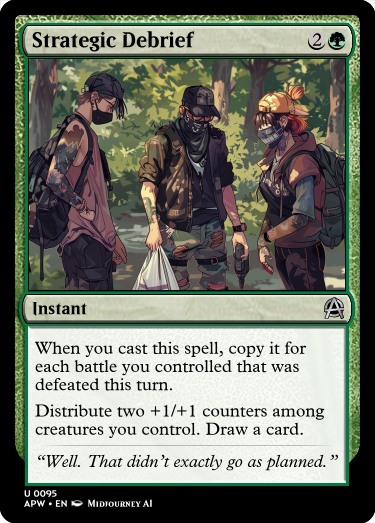 Strategic Debrief 2
Instant
When you cast this spell, copy it for
each battle you controlled that was
defeated this turn.
Distribute two +1/+1 counters among
creatures you control. Draw a card.
“Well. That didn’t exactly go as planned.”
U 0095
APW • EN Midjourney AI